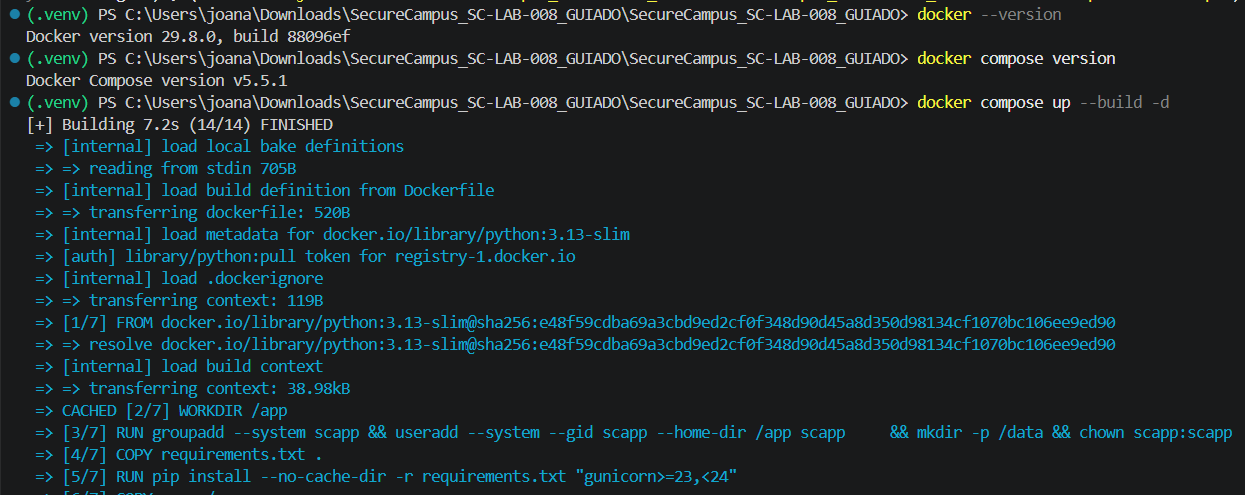 (.venv) PS C:\Users\joana\Downloads\SecureCampus_SC-LAB-008_GUIADO\SecureCampus_SC-LAB-008_GUIADO> docker --version
Docker version 29.8.0, build 88096ef
(.venv) PS C:\Users\joana\Downloads\SecureCampus_SC-LAB-008_GUIADO\SecureCampus_SC-LAB-008_GUIADO> docker compose version
Docker Compose version v5.5.1
(.venv) PS C:\Users\joana\Downloads\SecureCampus_SC-LAB-008_GUIADO\SecureCampus_SC-LAB-008_GUIADO> docker compose up --build -d
[+] Building 7.2s (14/14) FINISHED
=> [internal] load local bake definitions
=> => reading from stdin 705B
=> [internal] load build definition from Dockerfile
=> => transferring dockerfile: 520B
=> [internal] load metadata for docker.io/library/python:3.13-slim
=> [auth] library/python:pull token for registry-1.docker.io
=> [internal] load .dockerignore
=> => transferring context: 119B
=> [1/7] FROM docker.io/library/python:3.13-slim@sha256:e48f59cdba69a3cbd9ed2cf0f348d90d45a8d350d98134cf1070bc106ee9ed90
=> => resolve docker.io/library/python:3.13-slim@sha256:e48f59cdba69a3cbd9ed2cf0f348d90d45a8d350d98134cf1070bc106ee9ed90
=> [internal] load build context
=> => transferring context: 38.98kB
=> CACHED [2/7] WORKDIR /app
=> [3/7] RUN groupadd --system scapp && useradd --system --gid scapp --home-dir /app scapp     && mkdir -p /data && chown scapp:scapp
=> [4/7] COPY requirements.txt .
=> [5/7] RUN pip install --no-cache-dir -r requirements.txt "gunicorn>=23,<24"